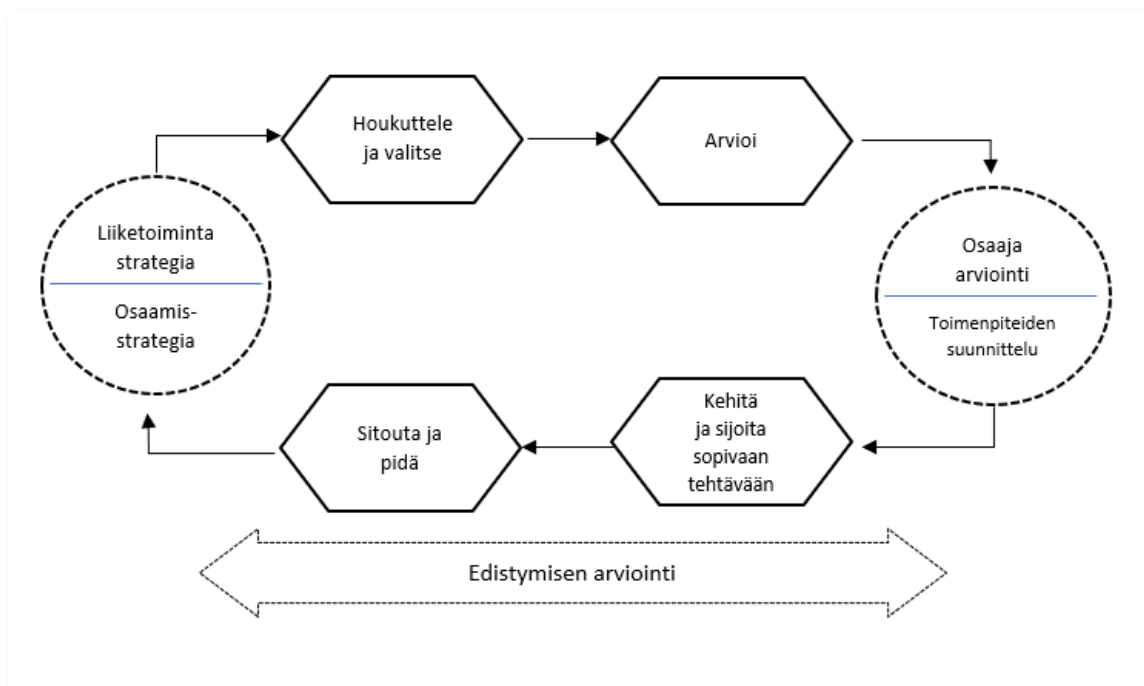 Houkuttele
ja valitse
Arvioi
Liiketoiminta
strategia
Osaamis-
strategia
Osaaja
arviointi
Toimenpiteiden
suunnittelu
Sitouta ja
pidä
Kehitä
ja sijoita
sopivaan
tehtävään
Edistymisen arviointi